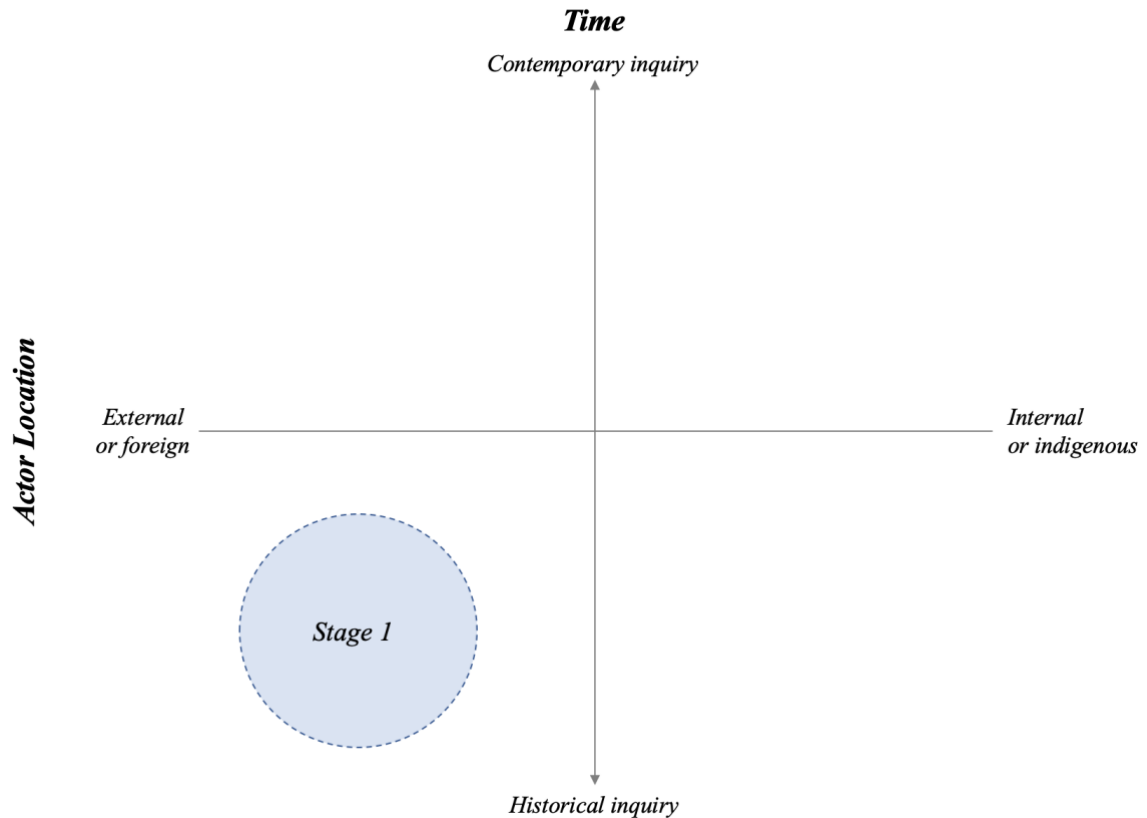 Time
Contemporary inquiry
Actor Location
External
or foreign
Internal
or indigenous
Stage 1
Historical inquiry